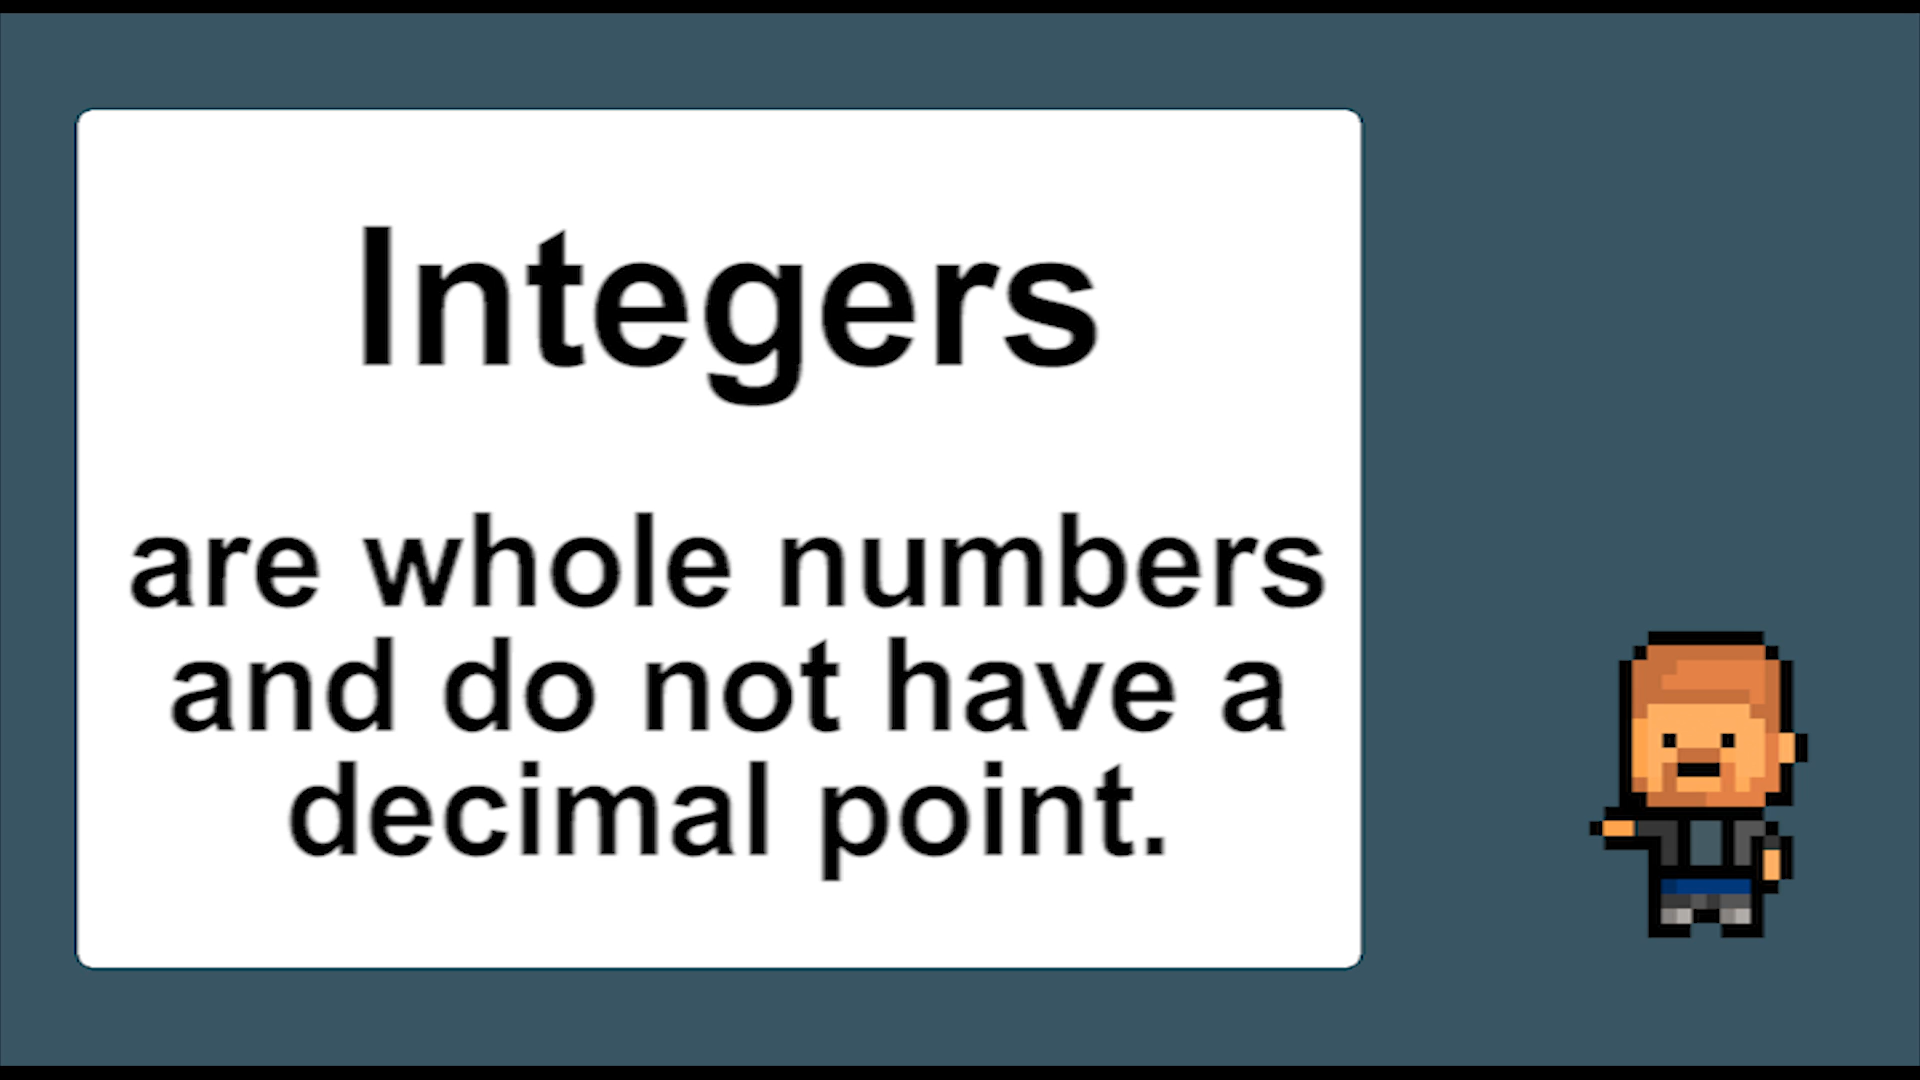 Integers
are whole numbers
and do not have a
decimal point.